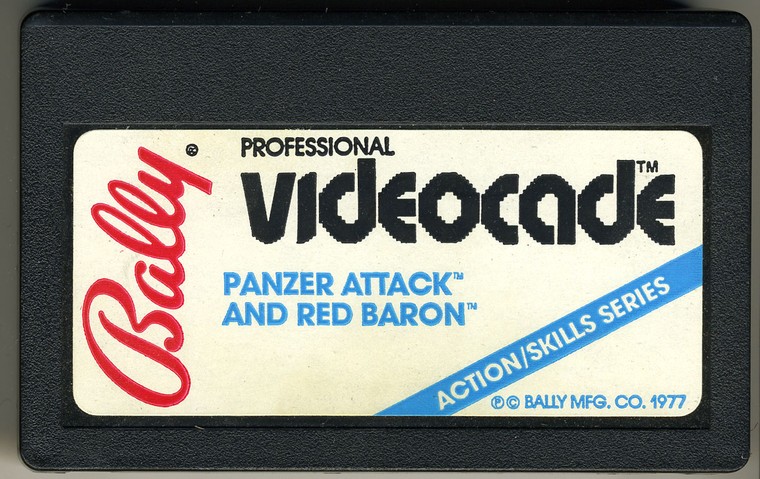 Bally®
PROFESSIONAL
VIDEOCADE™
PANZER ATTACK™
AND RED BARON™
ACTION/SKILLS SERIES
℗© BALLY MFG. CO. 1977